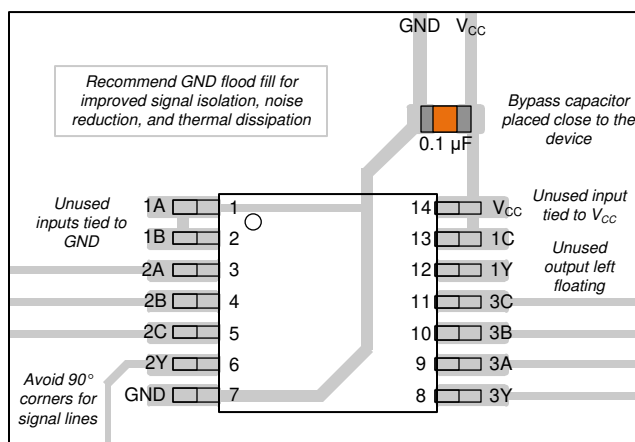 GND VCC
Recommend GND flood fill for
improved signal isolation, noise
reduction, and thermal dissipation
Bypass capacitor
placed close to the
device
0.1 µF
Unused
inputs tied to
GND
1A 1 14 VCC
1B 2 13 1C
2A 3 12 1Y
2B 4 11 3C
2C 5 10 3B
2Y 6 9 3A
GND 7 8 3Y
Unused input
tied to VCC
Unused
output left
floating
Avoid 90°
corners for
signal lines